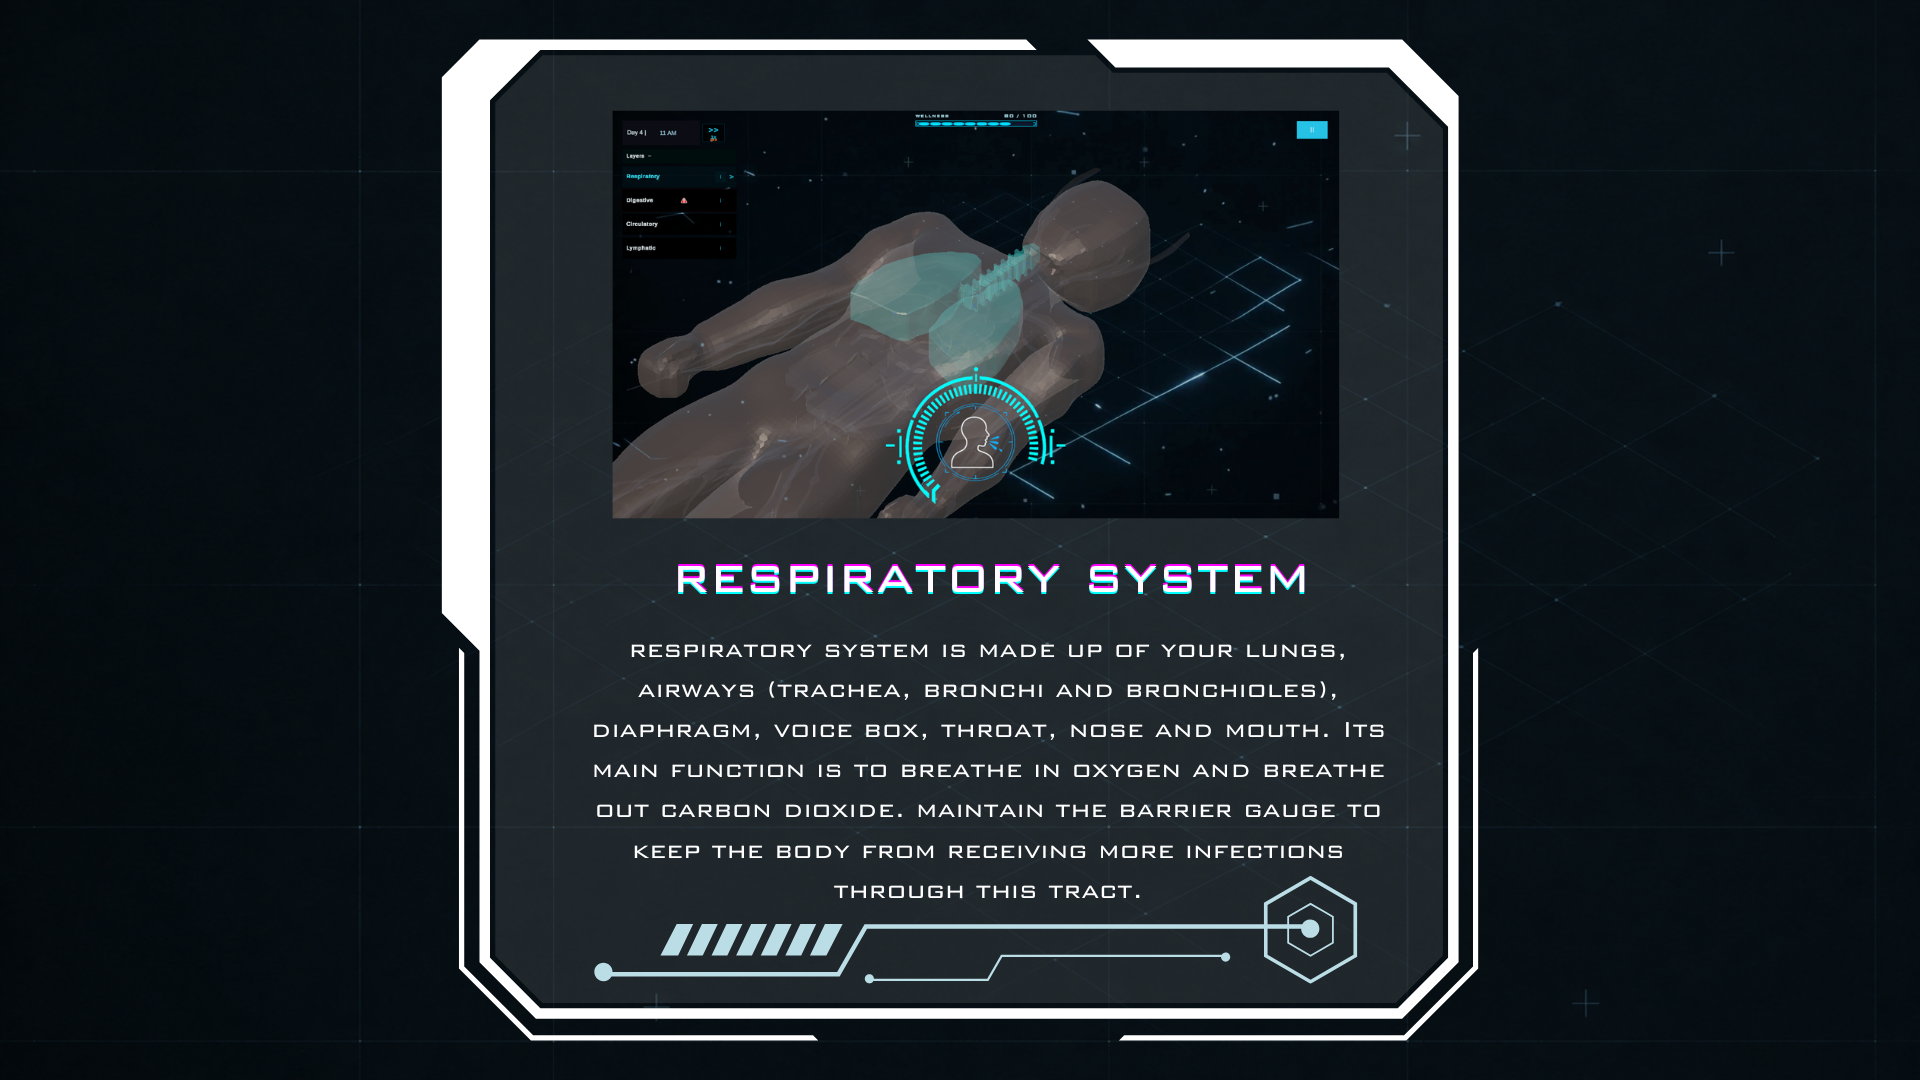 WELLNESS 80 / 100
Day 4 | 11 AM >>
Layers -
Respiratory >
Digestive
Circulatory
Lymphatic
RESPIRATORY SYSTEM
RESPIRATORY SYSTEM IS MADE UP OF YOUR LUNGS,
AIRWAYS (TRACHEA, BRONCHI AND BRONCHIOLES),
DIAPHRAGM, VOICE BOX, THROAT, NOSE AND MOUTH. ITS
MAIN FUNCTION IS TO BREATHE IN OXYGEN AND BREATHE
OUT CARBON DIOXIDE. MAINTAIN THE BARRIER GAUGE TO
KEEP THE BODY FROM RECEIVING MORE INFECTIONS
THROUGH THIS TRACT.